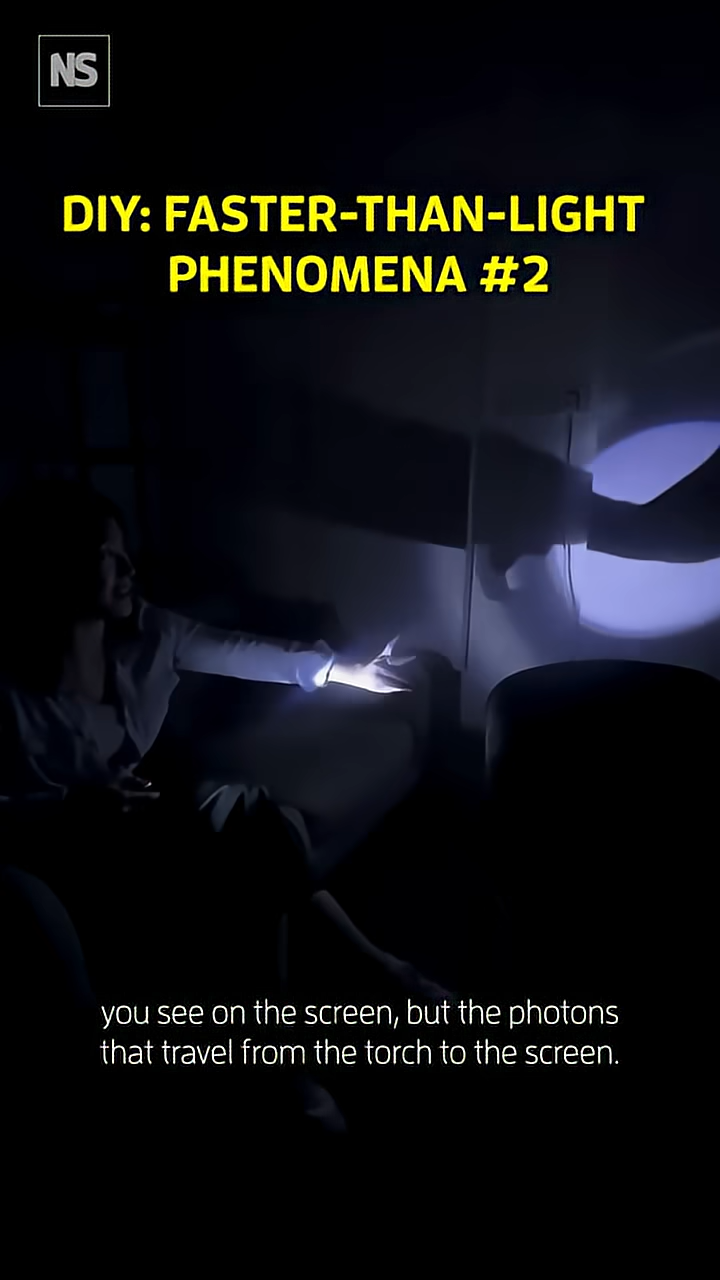 NS
DIY: FASTER-THAN-LIGHT
PHENOMENA #2
you see on the screen, but the photons
that travel from the torch to the screen.